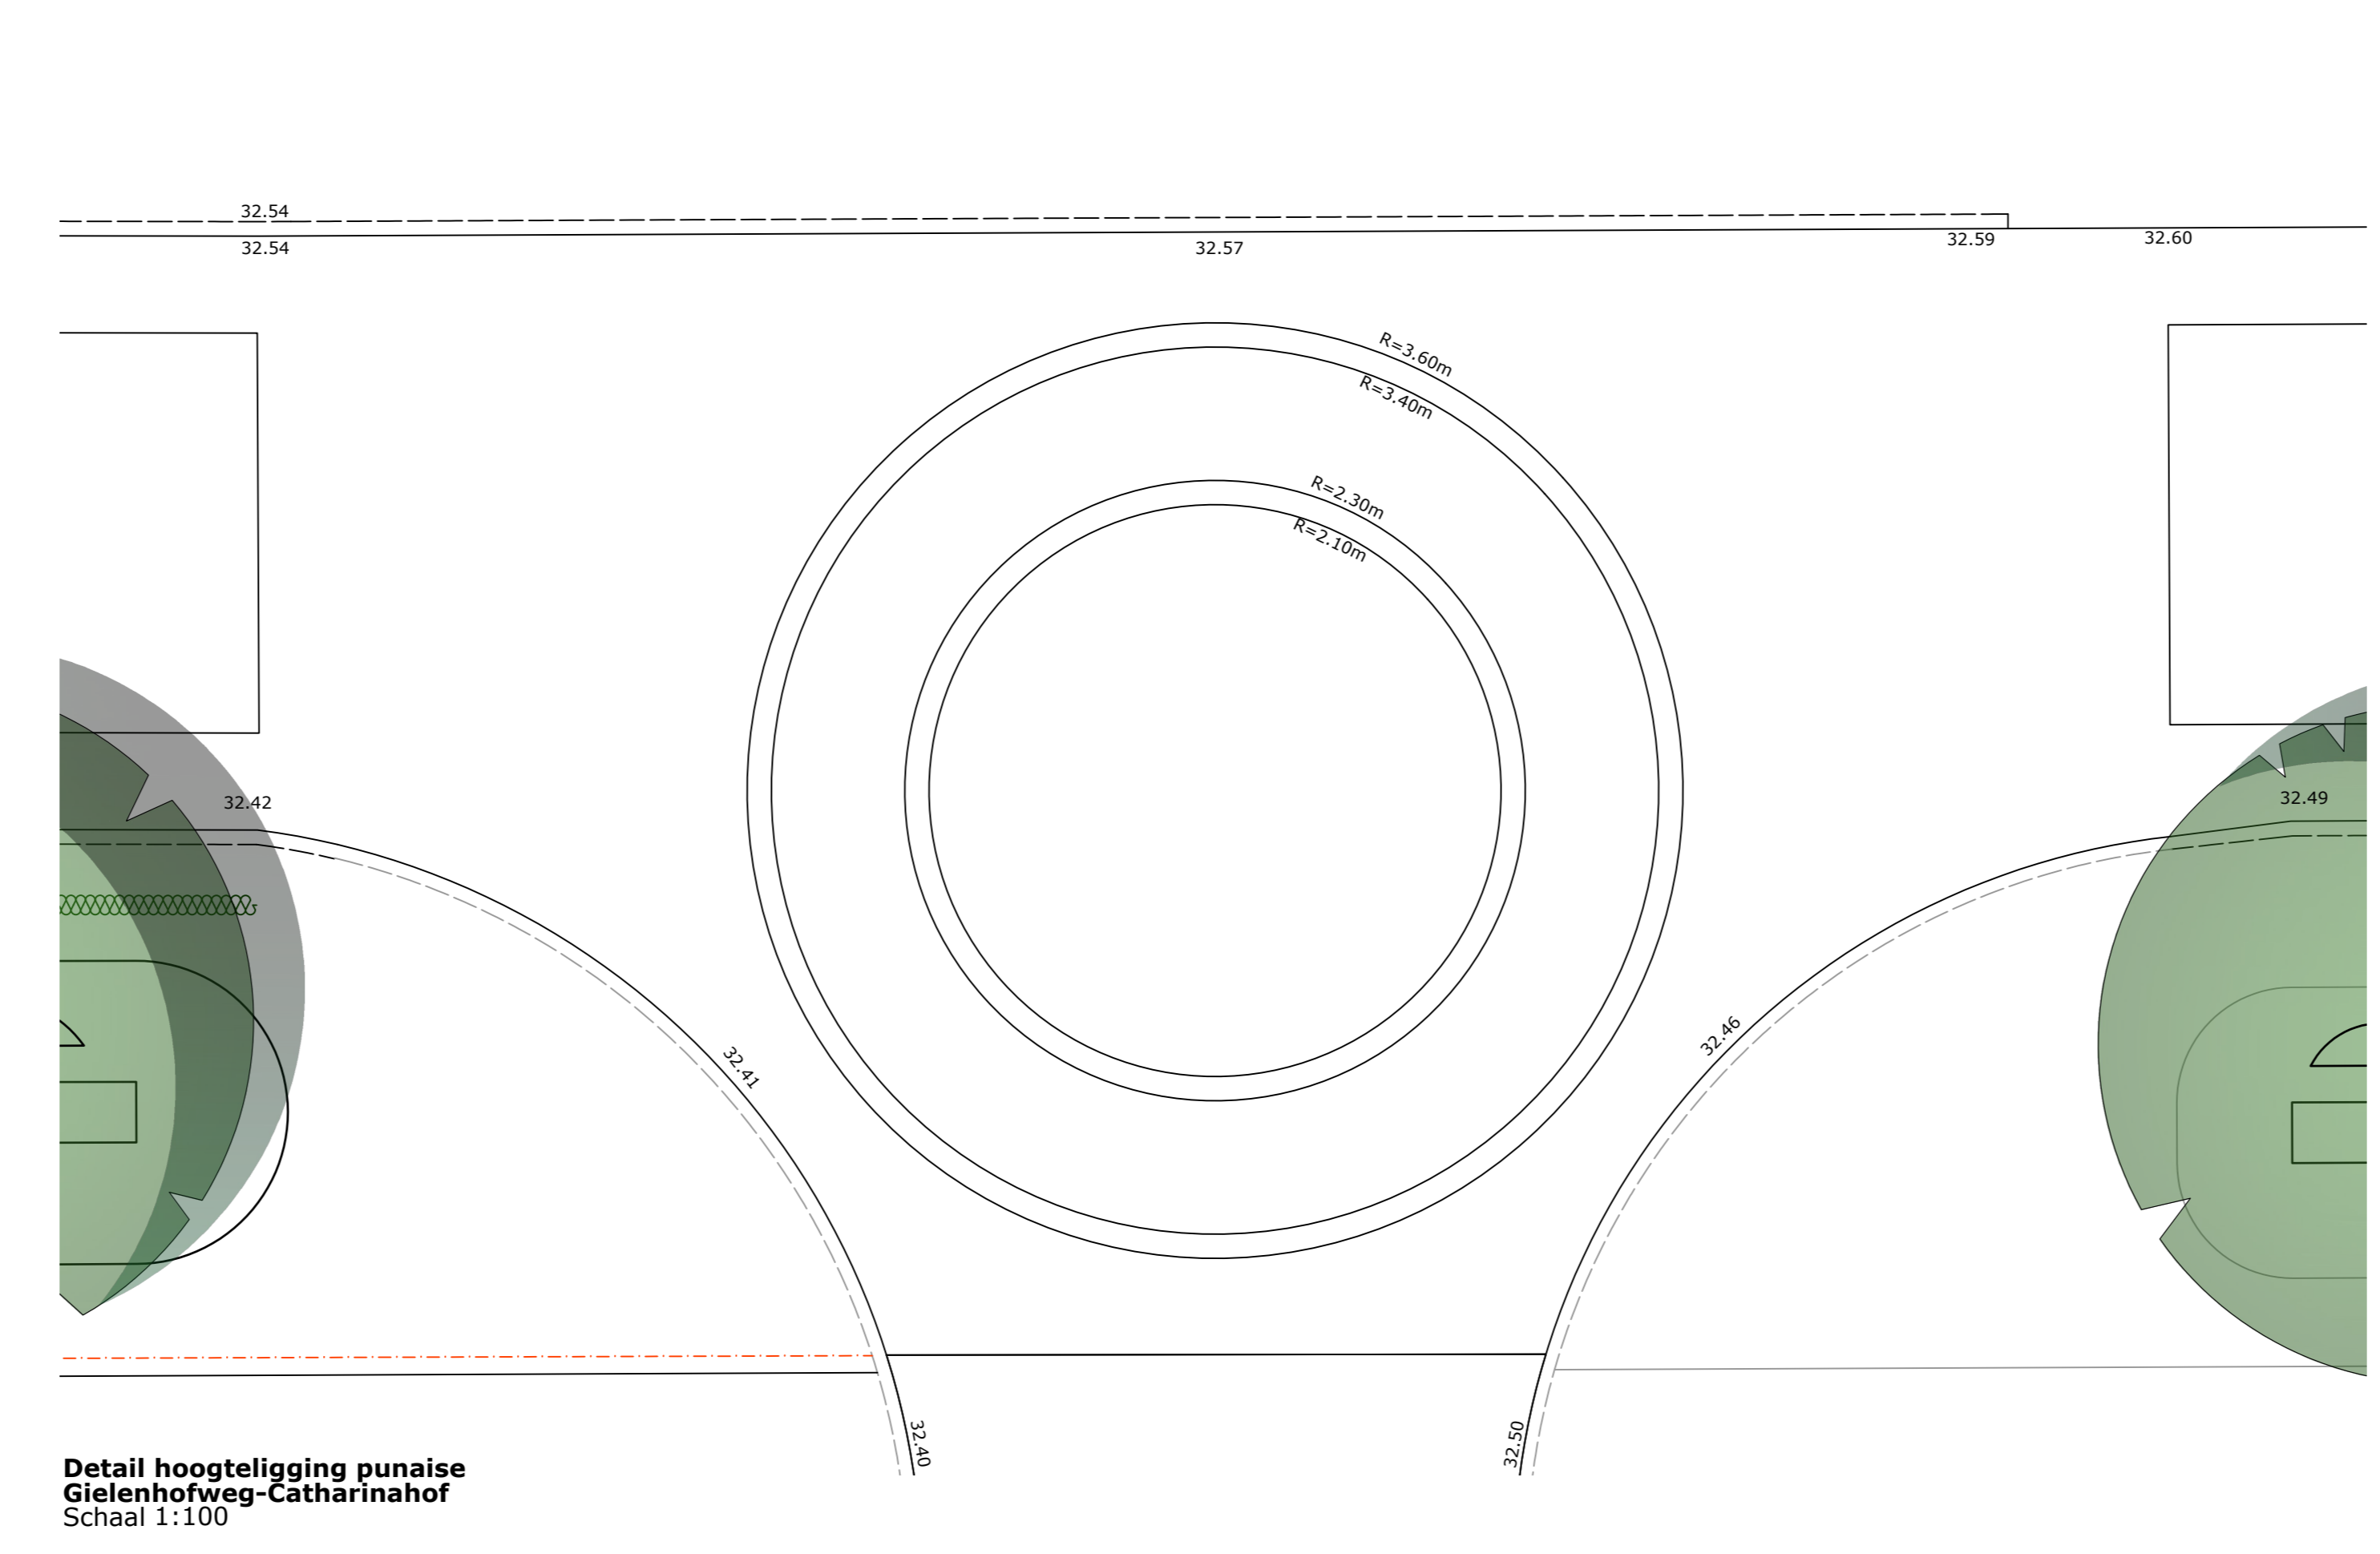 32.54
32.54
32.57
32.59
32.60
R=3.60m
R=3.40m
R=2.30m
R=2.10m
32.42
32.49
32.41
32.46
32.40
32.50
Detail hoogteligging punaise
Gielenhofweg-Catharinahof
Schaal 1:100